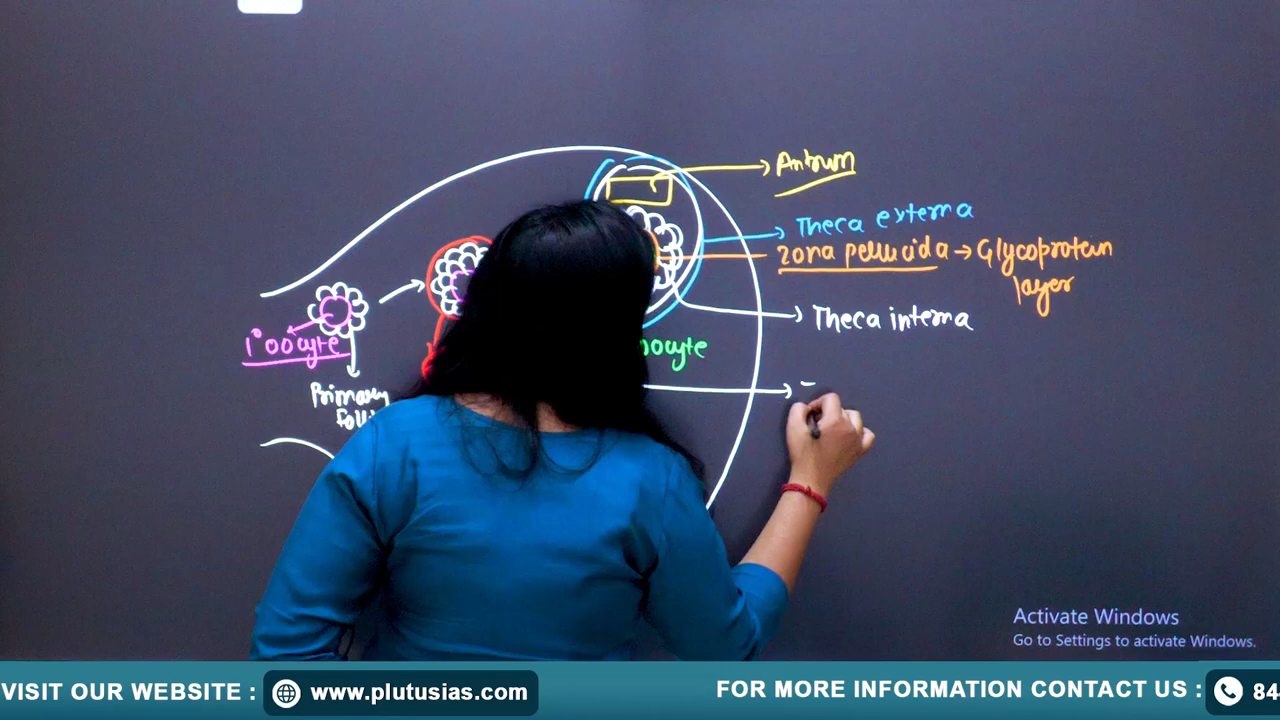 Antrum
Theca externa
zona pellucida → Glycoprotein
layer
Theca interna
1° oocyte
Primary
Activate Windows
Go to Settings to activate Windows.
VISIT OUR WEBSITE :
www.plutusias.com
FOR MORE INFORMATION CONTACT US :
84